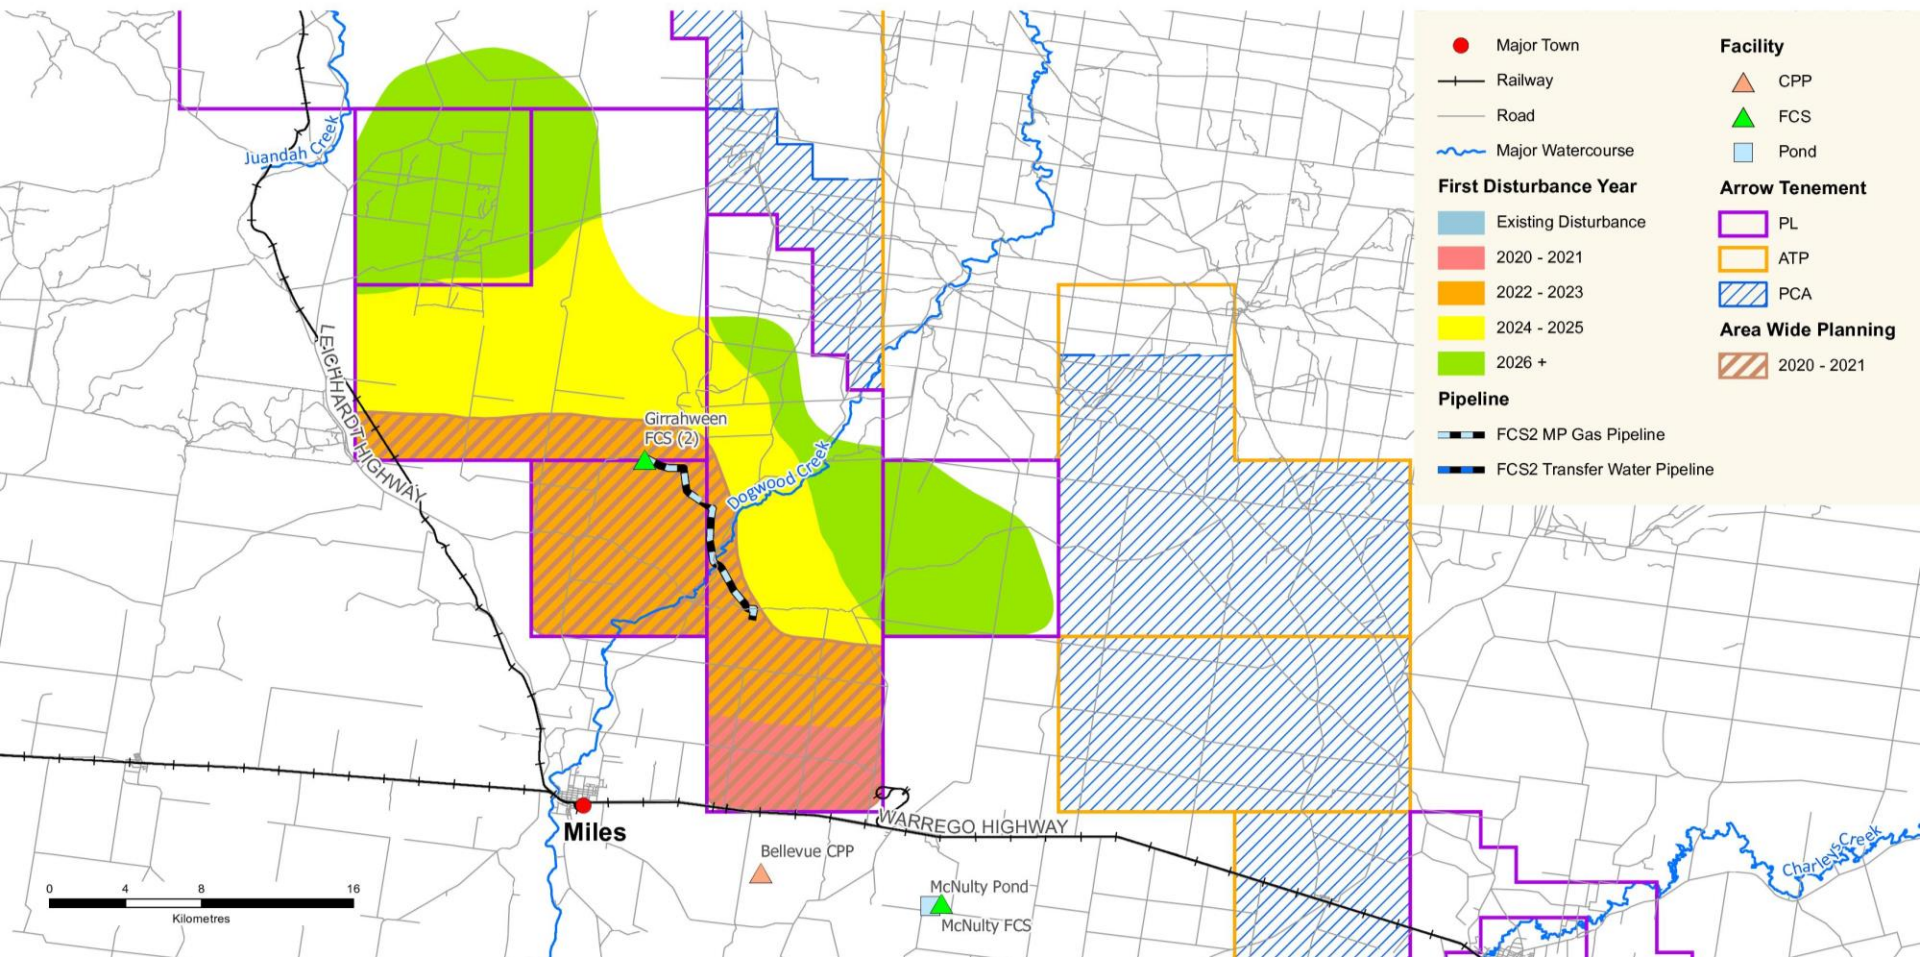 Juandah Creek
LEICHHARDT HIGHWAY
Girrahween
FCS (2)
Dogwood Creek
Miles
WARREGO HIGHWAY
Bellevue CPP
McNulty Pond
McNulty FCS
Charleys Creek
0 4 8 16
Kilometres
Major Town
Railway
Road
Major Watercourse
First Disturbance Year
Existing Disturbance
2020 - 2021
2022 - 2023
2024 - 2025
2026 +
Pipeline
FCS2 MP Gas Pipeline
FCS2 Transfer Water Pipeline
Facility
CPP
FCS
Pond
Arrow Tenement
PL
ATP
PCA
Area Wide Planning
2020 - 2021